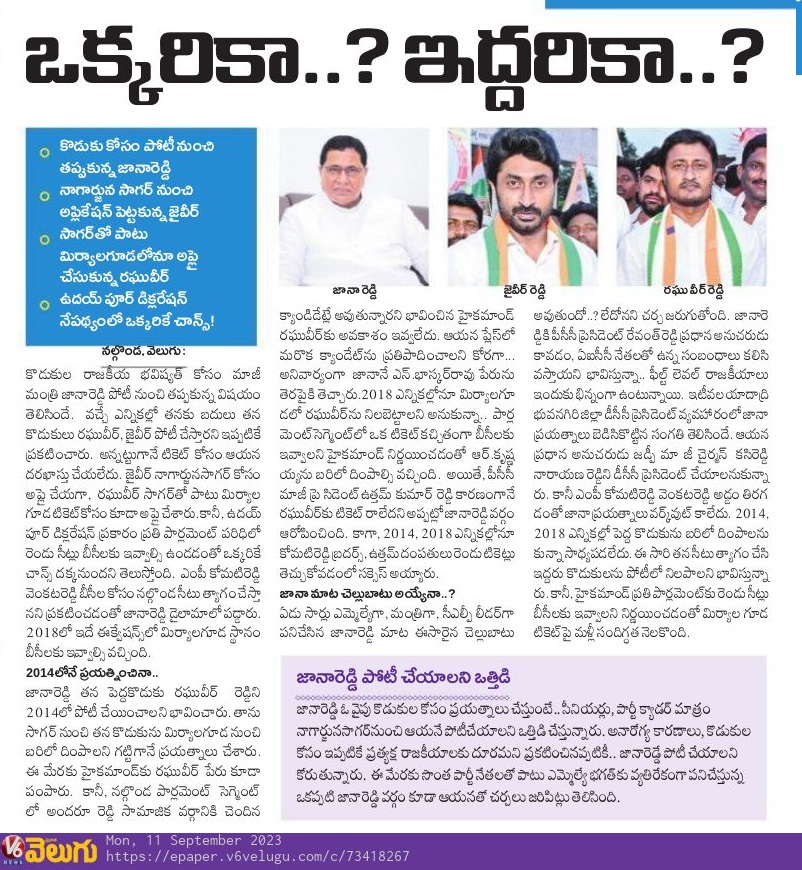 ఒక్కరికా..? ఇద్దరికా..?
కొడుకు కోసం పోటీ నుంచి
తప్పుకున్న జానారెడ్డి
నాగార్జున సాగర్ నుంచి
అప్లికేషన్ పెట్టుకున్న జైవీర్
సాగర్‌తో పాటు
మిర్యాలగూడలోనూ అప్లై
చేసుకున్న రఘువీర్
ఉదయ్ పూర్ డిక్లరేషన్
నేపథ్యంలో ఒక్కరికే చాన్స్!
జానా రెడ్డి
జైవీర్ రెడ్డి
రఘు వీర్ రెడ్డి
నల్గొండ, వెలుగు :
కొడుకుల రాజకీయ భవిష్యత్ కోసం మాజీ
మంత్రి జానారెడ్డి పోటీ నుంచి తప్పుకున్న విషయం
తెలిసిందే. వచ్చే ఎన్నికల్లో తనకు బదులు తన
కొడుకులు రఘువీర్, జైవీర్ పోటీ చేస్తారని ఇప్పటికే
ప్రకటించారు. అన్నట్టుగానే టికెట్ కోసం ఆయన
దరఖాస్తు చేయలేదు. జైవీర్ నాగార్జునసాగర్ కోసం
అప్లై చేయగా, రఘువీర్ సాగర్‌తో పాటు మిర్యాల
గూడ టికెట్ కోసం కూడా అప్లై చేశారు.కానీ, ఉదయ్
పూర్ డిక్లరేషన్ ప్రకారం ప్రతి పార్లమెంట్ పరిధిలో
రెండు సీట్లు బీసీలకు ఇవ్వాల్సి ఉండడంతో ఒక్కరికే
చాన్స్ దక్కనుందని తెలుస్తోంది. ఎంపీ కోమటిరెడ్డి
వెంకటరెడ్డి బీసీల కోసం నల్గొండ సీటు త్యాగం చేస్తా
నని ప్రకటించడంతో జానారెడ్డి డైలామాలో పడ్డారు.
2018లో ఇదే ఈక్వేషన్స్‌లో మిర్యాలగూడ స్థానం
బీసీలకు ఇవ్వాల్సి వచ్చింది.
2014లోనే ప్రయత్నించినా..
జానారెడ్డి తన పెద్దకొడుకు రఘువీర్ రెడ్డిని
2014లో పోటీ చేయించాలని భావించారు. తాను
సాగర్ నుంచి తన కొడుకును మిర్యాలగూడ నుంచి
బరిలో దింపాలని గట్టిగానే ప్రయత్నాలు చేశారు.
ఈ మేరకు హైకమాండ్‌కు రఘువీర్ పేరు కూడా
పంపారు. కానీ, నల్గొండ పార్లమెంట్ సెగ్మెంట్
లో అందరూ రెడ్డి సామాజిక వర్గానికి చెందిన
క్యాండిడేట్లే అవుతున్నారని భావించిన హైకమాండ్
రఘువీర్‌కు అవకాశం ఇవ్వలేదు. ఆయన ప్లేస్‌లో
మరొక క్యాండేట్‌ను ప్రతిపాదించాలని కోరగా...
అనివార్యంగా జానానే ఎన్.భాస్కర్‌రావు పేరును
తెరపైకి తెచ్చారు.2018 ఎన్నికల్లోనూ మిర్యాలగూ
డలో రఘువీర్‌ను నిలబెట్టాలని అనుకున్నా.. పార్ల
మెంట్ సెగ్మెంట్‌లో ఒక టికెట్ కచ్చితంగా బీసీలకు
ఇవ్వాలని హైకమాండ్ నిర్ణయించడంతో ఆర్.కృష్ణ
య్యను బరిలో దింపాల్సి వచ్చింది. అయితే, పీసీసీ
మాజీ ప్రెసిడెంట్ ఉత్తమ్ కుమార్ రెడ్డి కారణంగానే
రఘువీర్‌కు టికెట్ రాలేదని అప్పట్లో జానారెడ్డి వర్గం
ఆరోపించింది. కాగా, 2014, 2018 ఎన్నికల్లోనూ
కోమటిరెడ్డి బ్రదర్స్, ఉత్తమ్ దంపతులు రెండు టికెట్లు
తెచ్చుకోవడంలో సక్సెస్ అయ్యారు.
జానా మాట చెల్లుబాటు అయ్యేనా..?
ఏడు సార్లు ఎమ్మెల్యేగా, మంత్రిగా, సీఎల్పీ లీడర్‌గా
పనిచేసిన జానారెడ్డి మాట ఈసారైన చెల్లుబాటు
అవుతుందో..? లేదోనని చర్చ జరుగుతోంది. జానారె
డ్డికి పీసీసీ ప్రెసిడెంట్ రేవంత్ రెడ్డి ప్రధాన అనుచరుడు
కావడం, ఏఐసీసీ నేతలతో ఉన్న సంబంధాలు కలిసి
వస్తాయని భావిస్తున్నా.. ఫీల్డ్ లెవల్ రాజకీయాలు
ఇందుకు భిన్నంగా ఉంటున్నాయి. ఇటీవల యాదాద్రి
భువనగిరి జిల్లా డీసీసీ ప్రెసిడెంట్ వ్యవహారంలో జానా
ప్రయత్నాలు బెడిసికొట్టిన సంగతి తెలిసిందే. ఆయన
ప్రధాన అనుచరుడు జడ్పీ మా జీ చైర్మన్ కసిరెడ్డి
నారాయణ రెడ్డిని డీసీసీ ప్రెసిడెంట్ చేయాలనుకున్నా
రు. కానీ ఎంపీ కోమటిరెడ్డి వెంకటరెడ్డి అడ్డం తిరగ
డంతో జానా ప్రయత్నాలు వర్కవుట్ కాలేదు. 2014,
2018 ఎన్నికల్లో పెద్ద కొడుకును బరిలో దింపాలను
కున్నా సాధ్యపడలేదు. ఈ సారి తన సీటు త్యాగం చేసి
ఇద్దరు కొడుకులను పోటీలో నిలపాలని భావిస్తున్నా
రు. కానీ, హైకమాండ్ ప్రతి పార్లమెంట్‌కు రెండు సీట్లు
బీసీలకు ఇవ్వాలని నిర్ణయించడంతో మిర్యాల గూడ
టికెట్ పై మళ్లీ సందిగ్ధత నెలకొంది.
జానారెడ్డి పోటీ చేయాలని ఒత్తిడి
జానారెడ్డి ఓ వైపు కొడుకుల కోసం ప్రయత్నాలు చేస్తుంటే.. సీనియర్లు, పార్టీ క్యాడర్ మాత్రం
నాగార్జునసాగర్‌నుంచి ఆయనే పోటీచేయాలని ఒత్తిడి చేస్తున్నారు. అనారోగ్య కారణాలు, కొడుకుల
కోసం ఇప్పటికే ప్రత్యక్ష రాజకీయాలకు దూరమని ప్రకటించినప్పటికీ.. జానారెడ్డే పోటీ చేయాలని
కోరుతున్నారు. ఈ మేరకు సొంత పార్టీ నేతలతో పాటు ఎమ్మెల్యే భగత్‌కు వ్యతిరేకంగా పనిచేస్తున్న
ఒకప్పటి జానారెడ్డి వర్గం కూడా ఆయనతో చర్చలు జరిపిట్లు తెలిసింది.
V6 వెలుగు
Mon, 11 September 2023
https://epaper.v6velugu.com/c/73418267